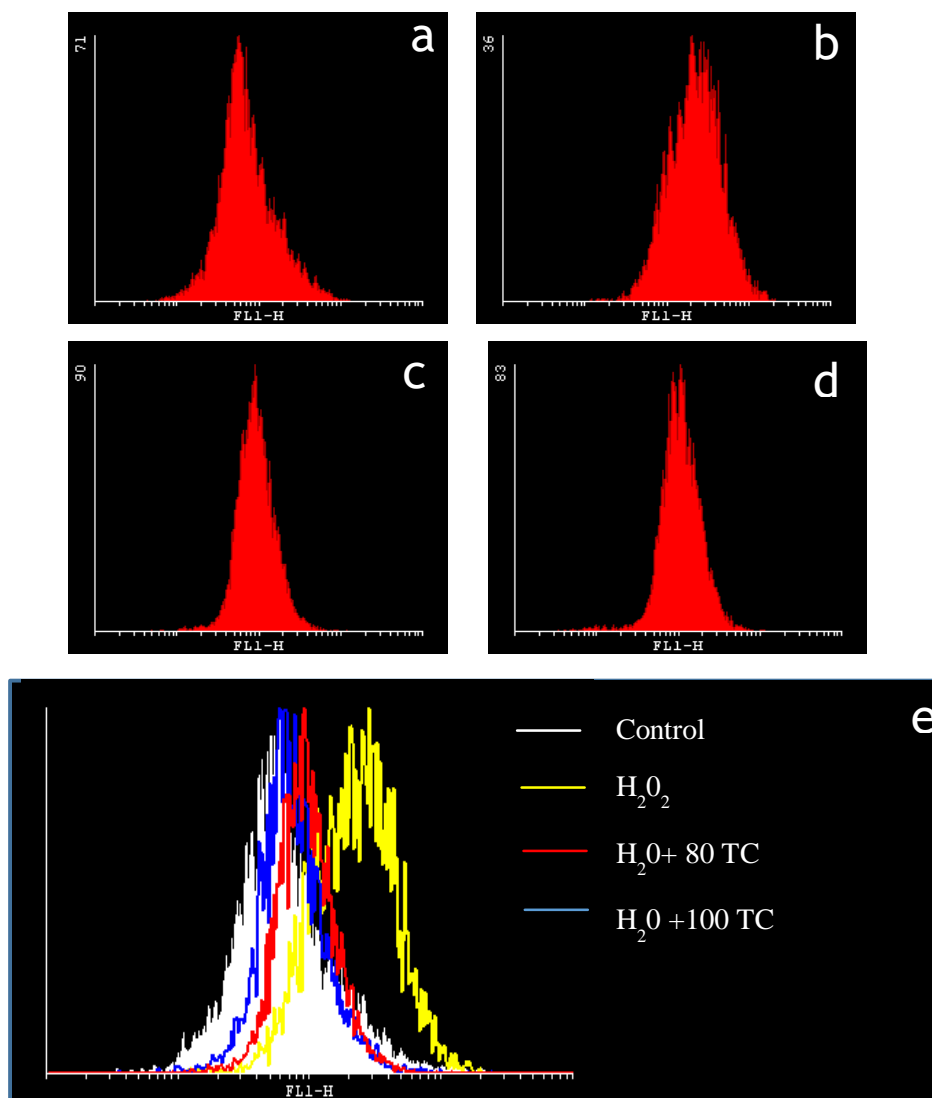 71
a
FL1-H
36
b
FL1-H
90
c
FL1-H
83
d
FL1-H
e
Control
H₂0₂
H₂0+ 80 TC
H₂0 +100 TC
FL1-H